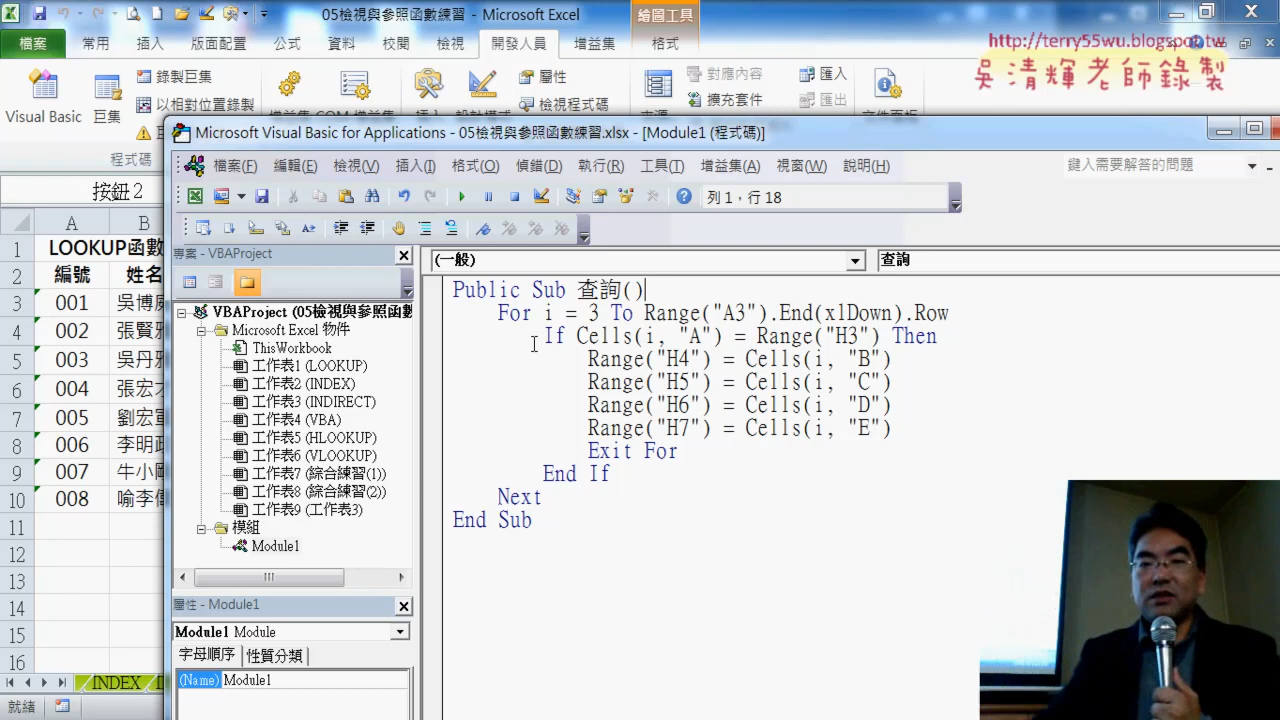 05檢視與參照函數練習 - Microsoft Excel
繪圖工具
檔案
常用
插入
版面配置
公式
資料
校閱
檢視
開發人員
增益集
格式
http://terry55wu.blogspot.tw
吳清輝老師錄製
Visual Basic
巨集
錄製巨集
以相對位置錄製
屬性
檢視程式碼
對應內容
擴充套件
匯入
匯出
程式碼
Microsoft Visual Basic for Applications - 05檢視與參照函數練習.xlsx - [Module1 (程式碼)]
檔案(F) 編輯(E) 檢視(V) 插入(I) 格式(O) 偵錯(D) 執行(R) 工具(T) 增益集(A) 視窗(W) 說明(H)
鍵入需要解答的問題
列 1，行 18
按鈕 2
A B
1 LOOKUP函數
2 編號 姓名
3 001 吳博
4 002 張賢
5 003 吳丹
6 004 張宏
7 005 劉宏
8 006 李明
9 007 牛小
10 008 喻李
11
12
13
14
15
16
INDEX
就緒
專案 - VBAProject
VBAProject (05檢視與參照函數
Microsoft Excel 物件
ThisWorkbook
工作表1 (LOOKUP)
工作表2 (INDEX)
工作表3 (INDIRECT)
工作表4 (VBA)
工作表5 (HLOOKUP)
工作表6 (VLOOKUP)
工作表7 (綜合練習(1))
工作表8 (綜合練習(2))
工作表9 (工作表3)
模組
Module1
屬性 - Module1
Module1 Module
字母順序 性質分類
(Name) Module1
(一般)
查詢
Public Sub 查詢()
For i = 3 To Range("A3").End(xlDown).Row
If Cells(i, "A") = Range("H3") Then
Range("H4") = Cells(i, "B")
Range("H5") = Cells(i, "C")
Range("H6") = Cells(i, "D")
Range("H7") = Cells(i, "E")
Exit For
End If
Next
End Sub